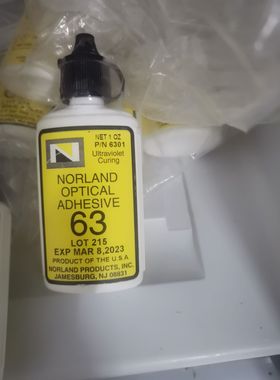 NET 1 OZ
P/N 6301
Ultraviolet
Curing
NORLAND
OPTICAL
ADHESIVE
63
LOT 215
EXP MAR 8,2023
PRODUCT OF THE U.S.A
NORLAND PRODUCTS, INC.
JAMESBURG, NJ 08831